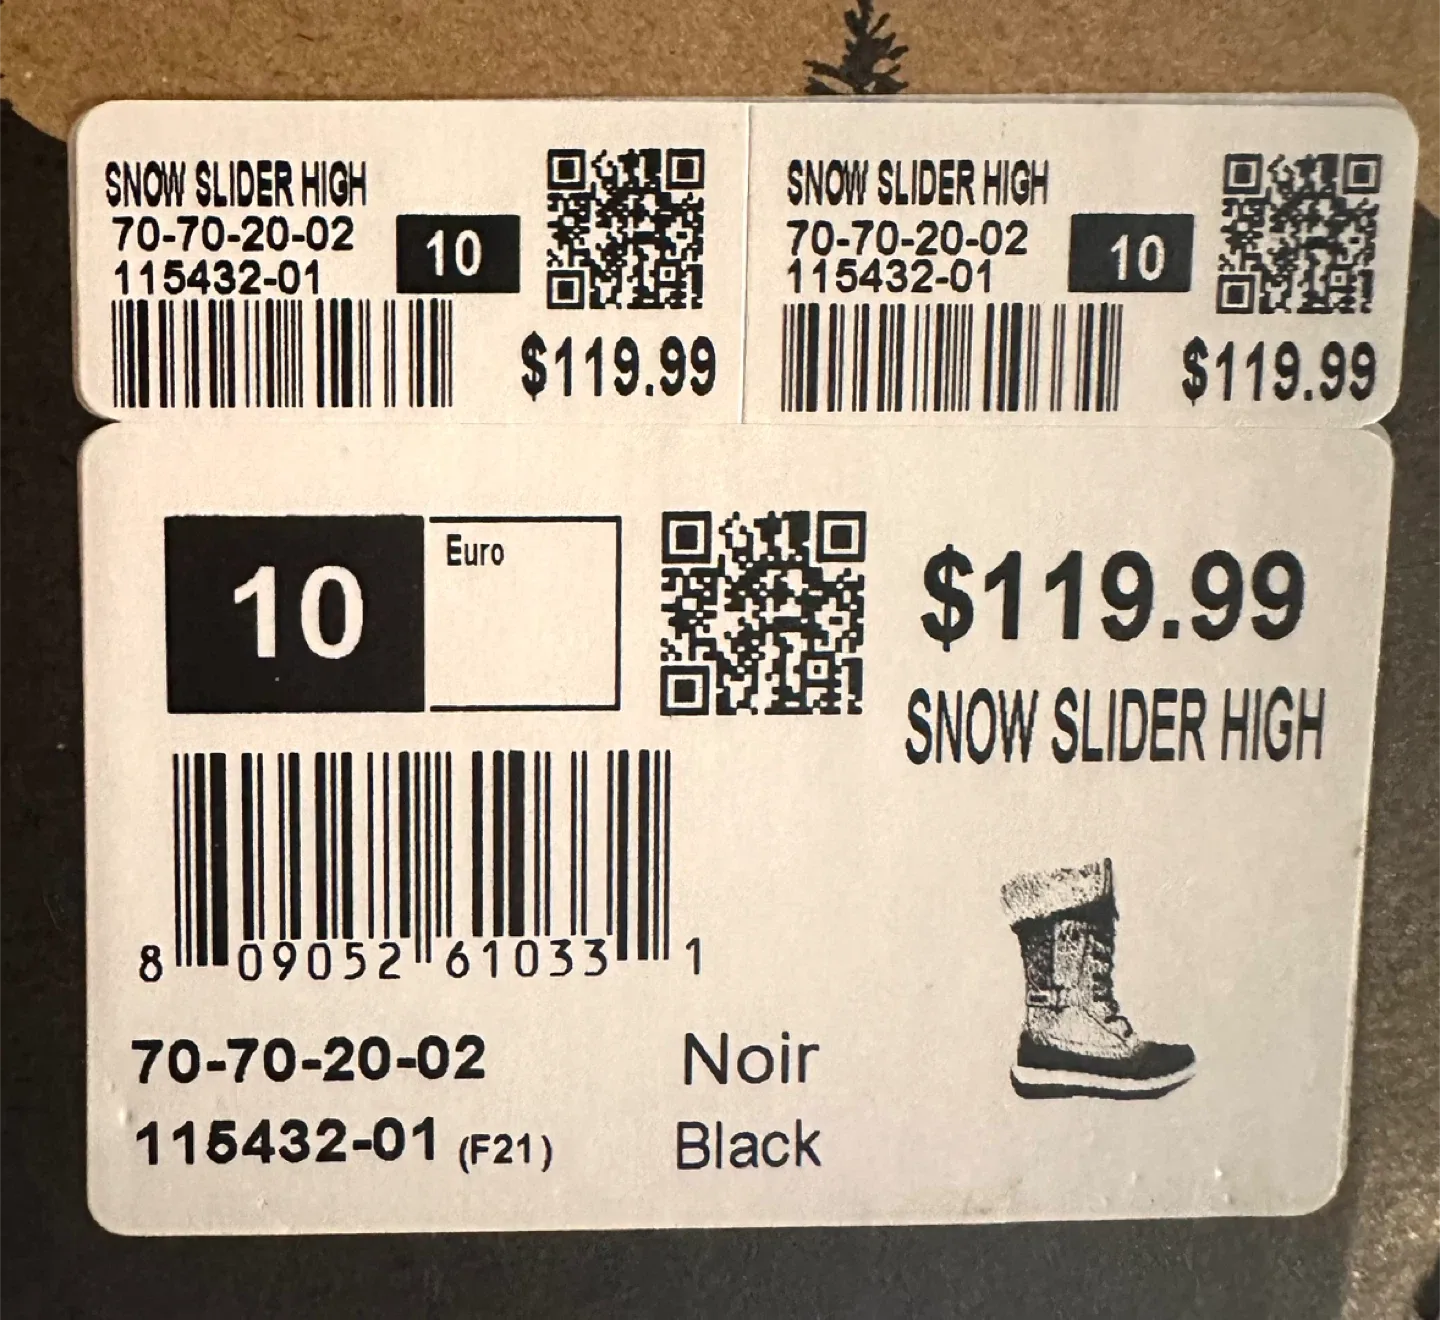 SNOW SLIDER HIGH
70-70-20-02
115432-01
10
$119.99
SNOW SLIDER HIGH
70-70-20-02
115432-01
10
$119.99
10
Euro
$119.99
SNOW SLIDER HIGH
8 09052 61033 1
70-70-20-02
Noir
115432-01 (F21)
Black